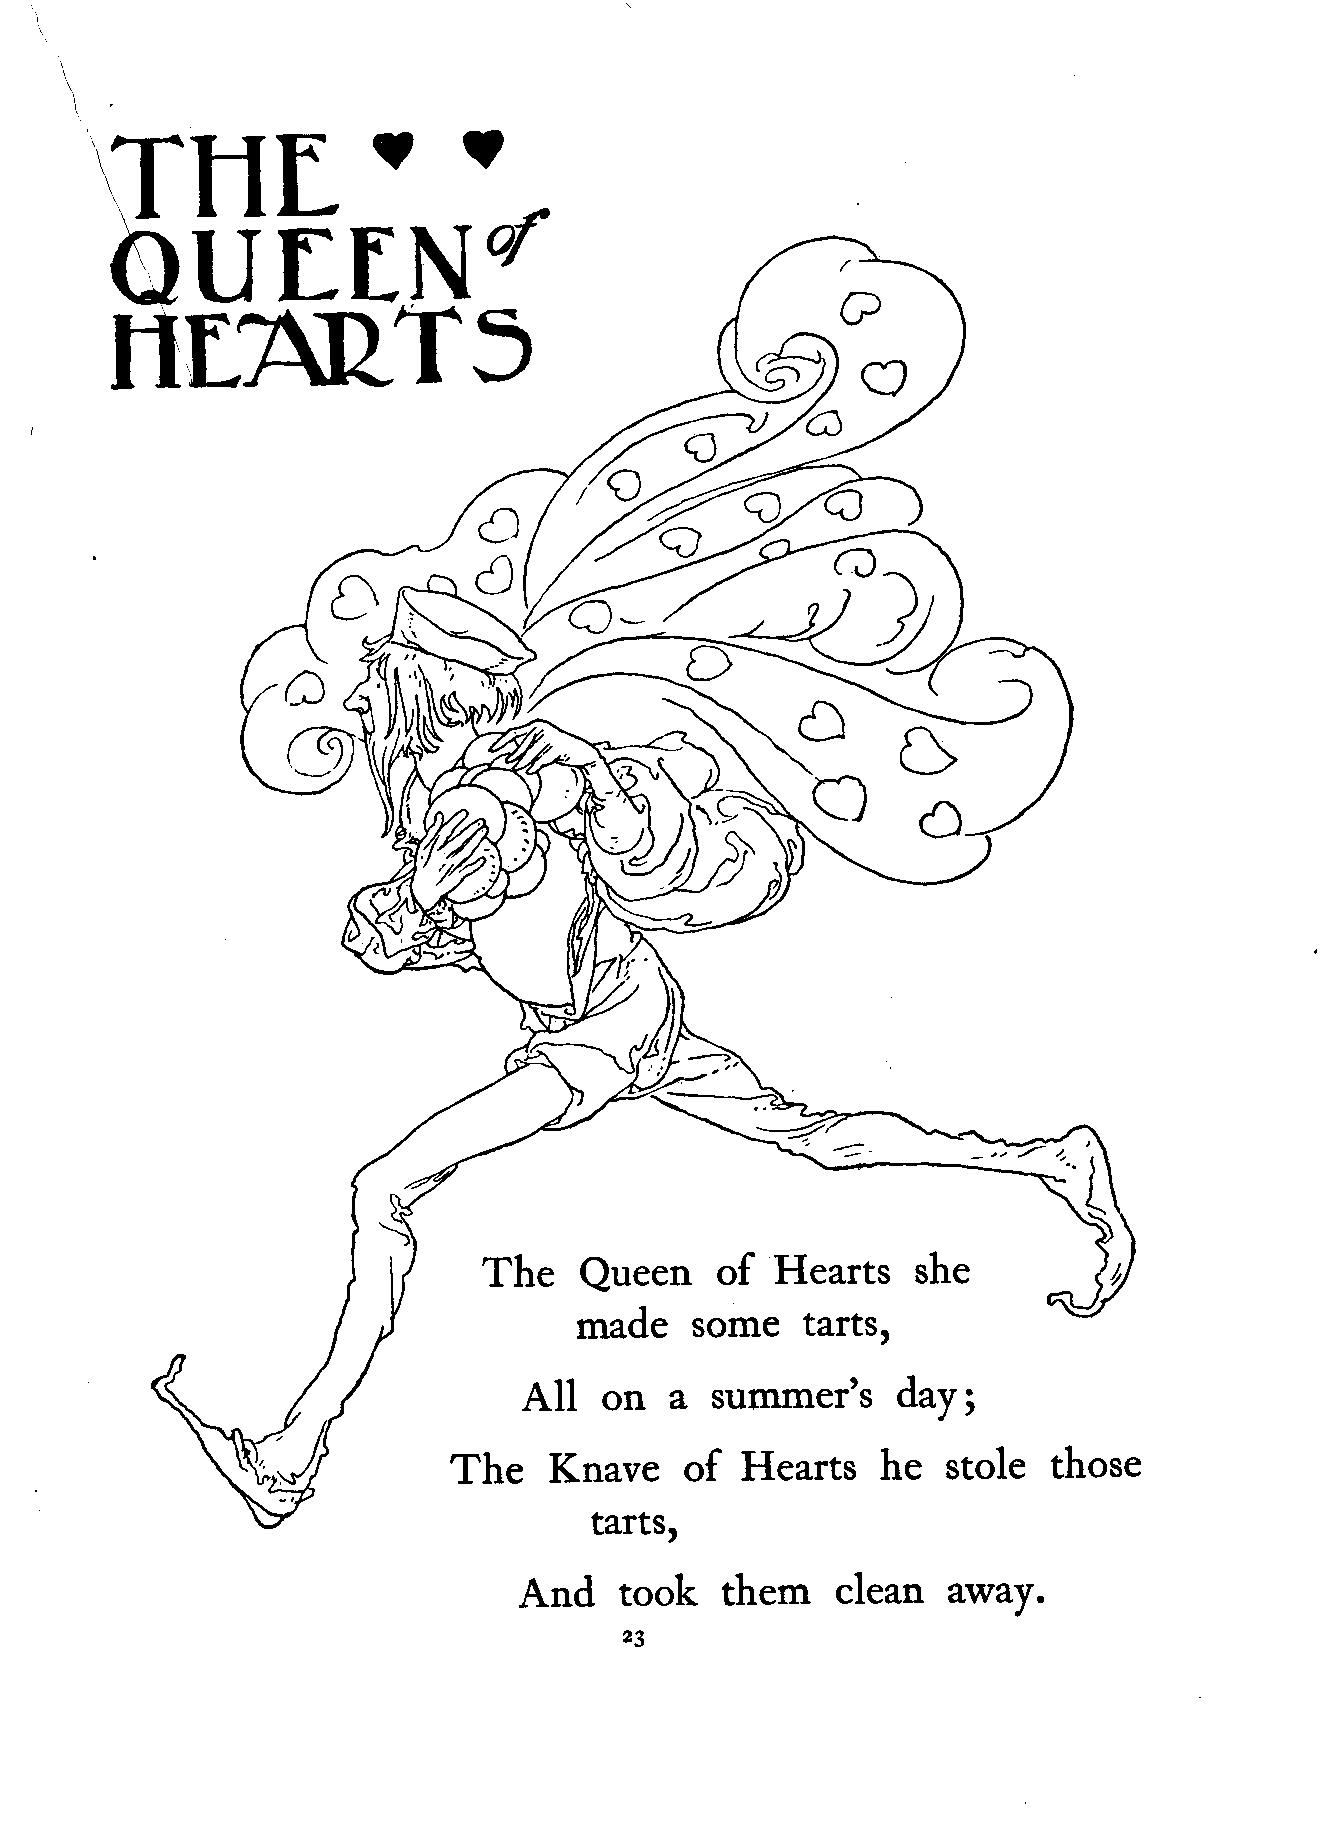 THE
QUEEN of
HEARTS
The Queen of Hearts she
made some tarts,
All on a summer's day;
The Knave of Hearts he stole those
tarts,
And took them clean away.
23